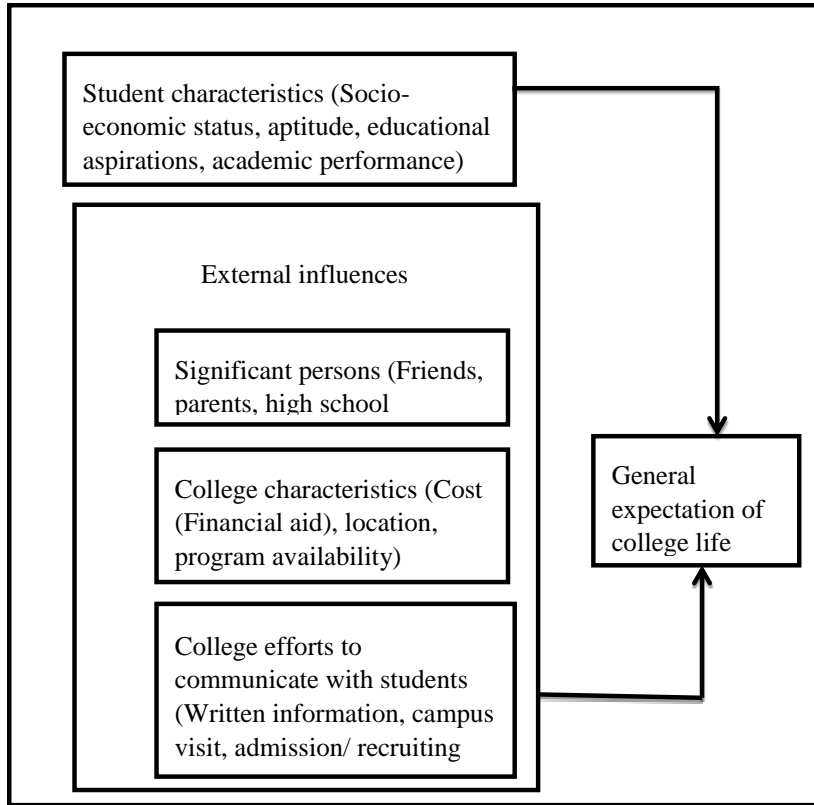 Student characteristics (Socio-
economic status, aptitude, educational
aspirations, academic performance)
External influences
Significant persons (Friends,
parents, high school
College characteristics (Cost
(Financial aid), location,
program availability)
College efforts to
communicate with students
(Written information, campus
visit, admission/ recruiting
General
expectation of
college life